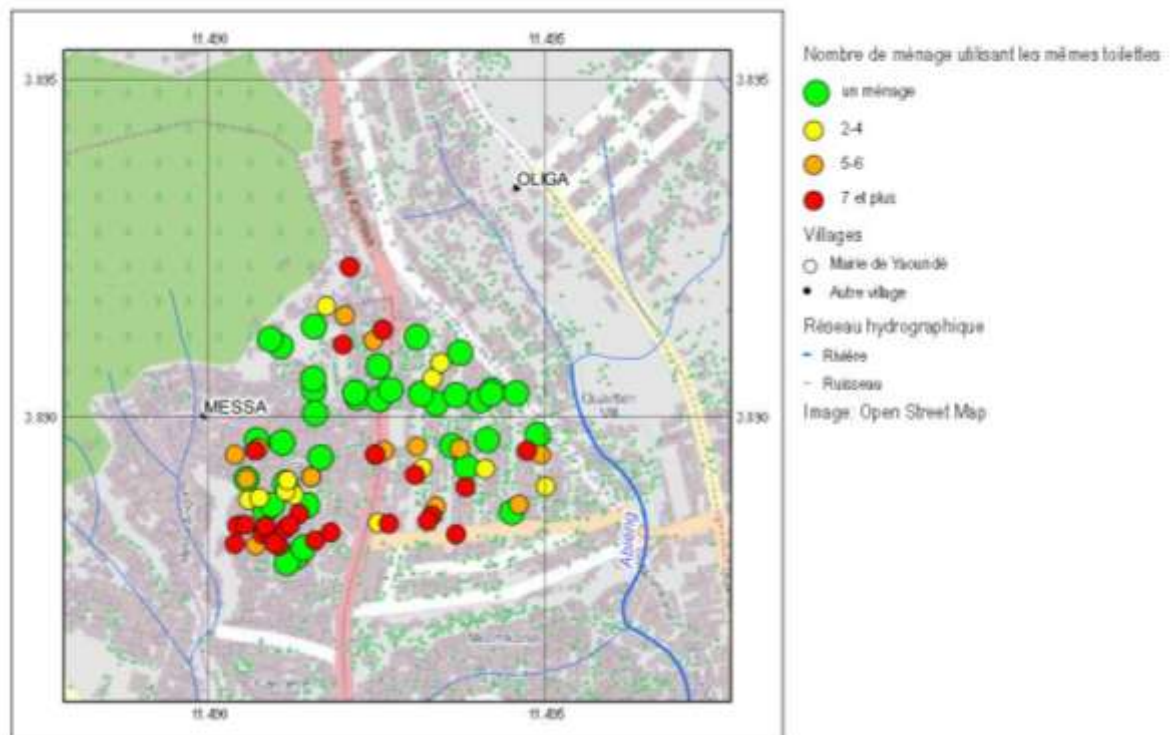 11.490 11.495
3.895 3.895
OLIGA
MESSA
3.890 3.890
Quartier
Abiergui
11.490 11.495
Nombre de ménage utilisant les mêmes toilettes
un ménage
2-4
5-6
7 et plus
Villages
Mairie de Yaoundé
Autre village
Réseau hydrographique
Rivière
Ruisseau
Image: Open Street Map